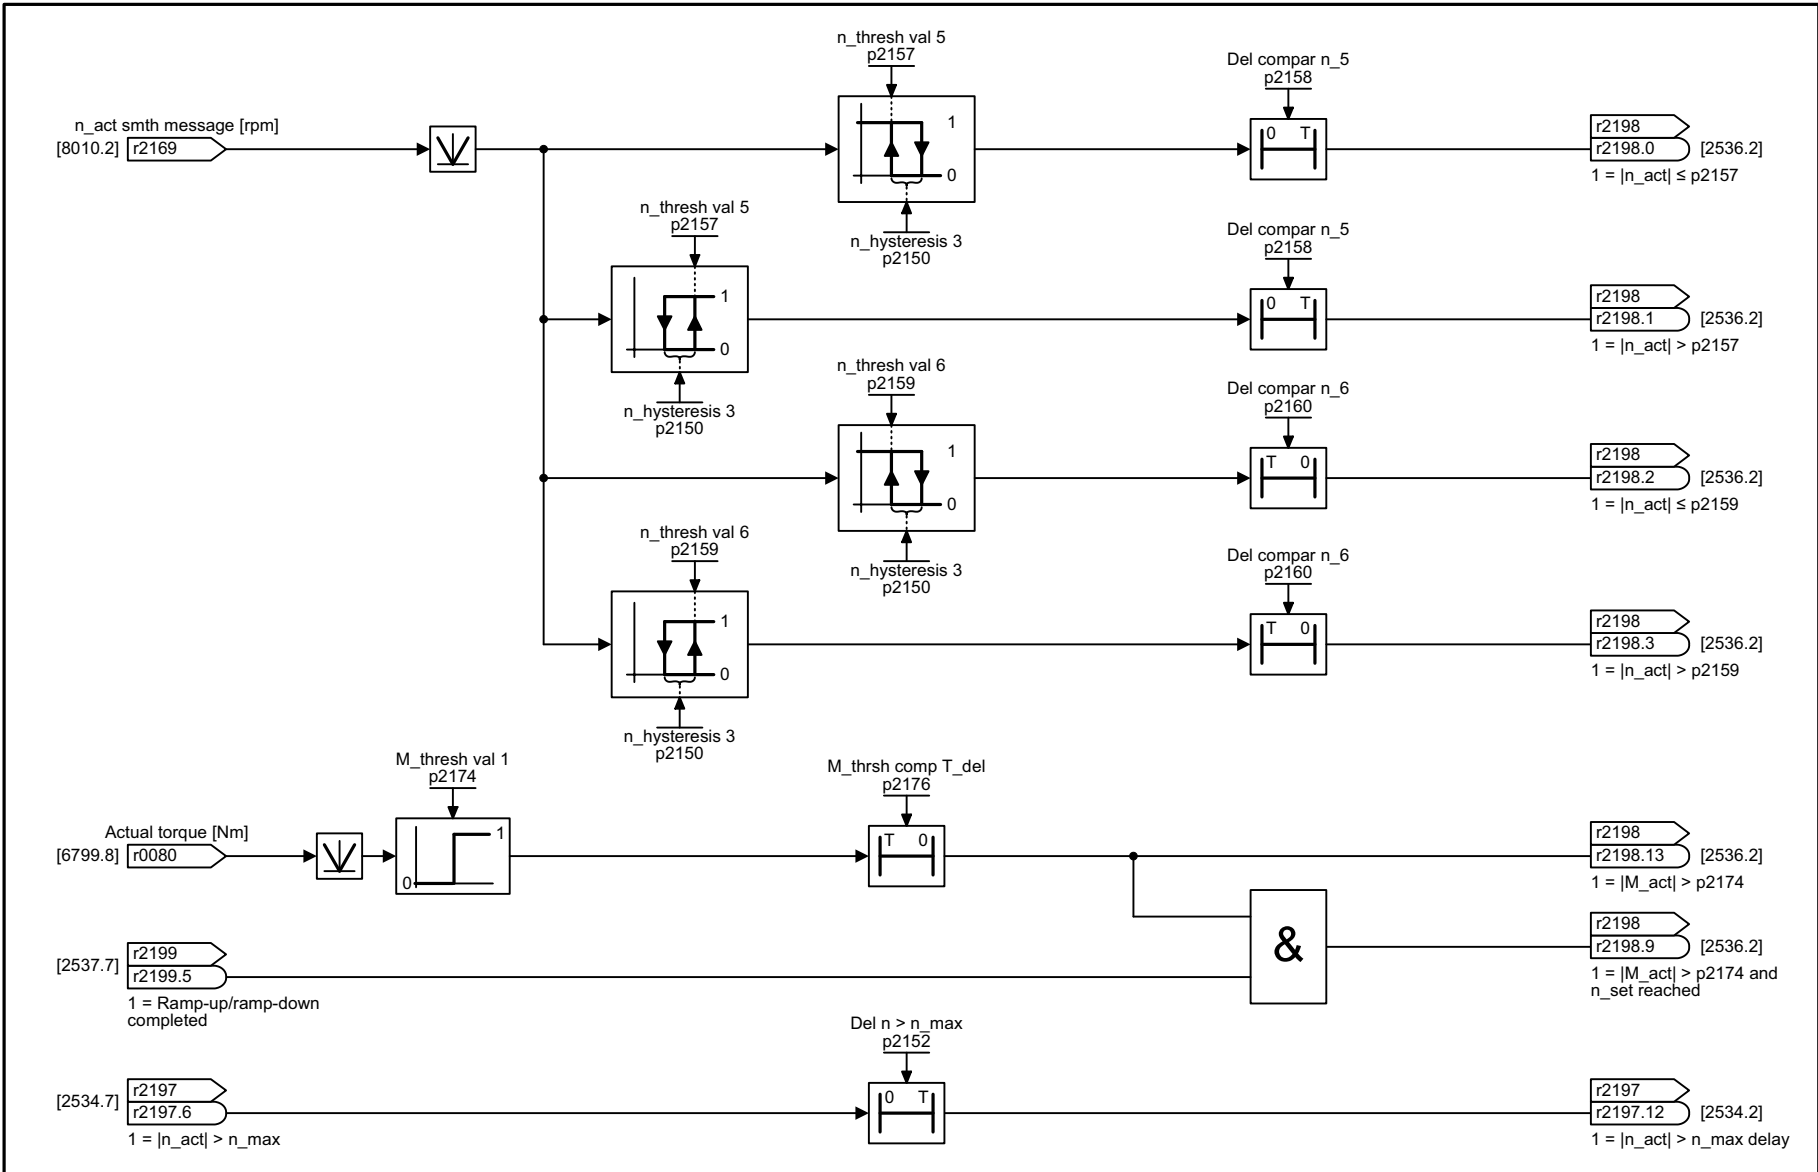 n_thresh val 5
p2157
1
0
n_hysteresis 3
p2150
Del compar n_5
p2158
0 T
n_act smth message [rpm]
[8010.2] r2169
r2198
r2198.0 [2536.2]
1 = |n_act| ≤ p2157
n_thresh val 5
p2157
1
0
n_hysteresis 3
p2150
Del compar n_5
p2158
0 T
r2198
r2198.1 [2536.2]
1 = |n_act| > p2157
n_thresh val 6
p2159
1
0
n_hysteresis 3
p2150
Del compar n_6
p2160
T 0
r2198
r2198.2 [2536.2]
1 = |n_act| ≤ p2159
n_thresh val 6
p2159
1
0
n_hysteresis 3
p2150
Del compar n_6
p2160
T 0
r2198
r2198.3 [2536.2]
1 = |n_act| > p2159
M_thresh val 1
p2174
1
0
Actual torque [Nm]
[6799.8] r0080
M_thrsh comp T_del
p2176
T 0
r2198
r2198.13 [2536.2]
1 = |M_act| > p2174
r2199
[2537.7] r2199.5
1 = Ramp-up/ramp-down
completed
&
r2198
r2198.9 [2536.2]
1 = |M_act| > p2174 and
n_set reached
Del n > n_max
p2152
0 T
r2197
[2534.7] r2197.6
1 = |n_act| > n_max
r2197
r2197.12 [2534.2]
1 = |n_act| > n_max delay